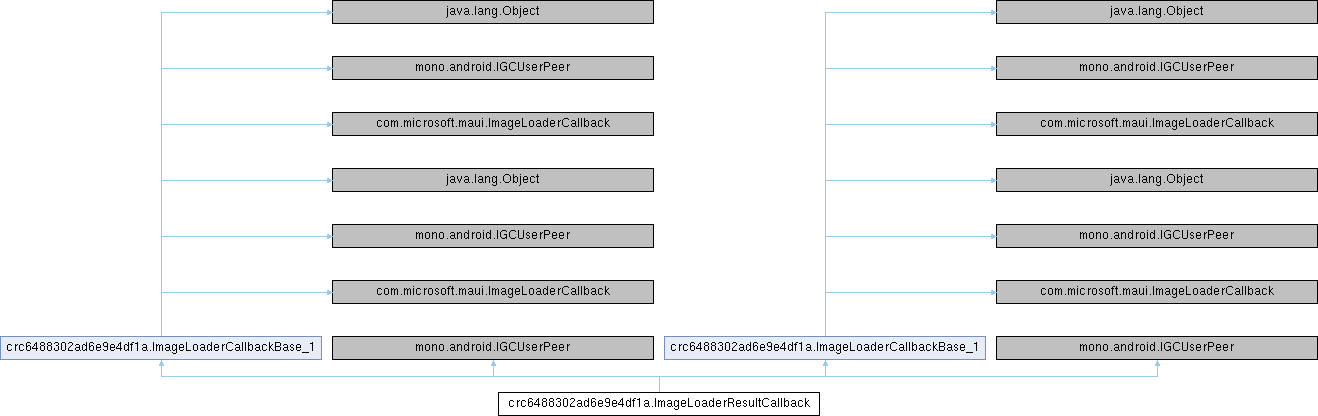 java.lang.Object java.lang.Object
mono.android.IGCUserPeer mono.android.IGCUserPeer
com.microsoft.maui.ImageLoaderCallback com.microsoft.maui.ImageLoaderCallback
java.lang.Object java.lang.Object
mono.android.IGCUserPeer mono.android.IGCUserPeer
com.microsoft.maui.ImageLoaderCallback com.microsoft.maui.ImageLoaderCallback
crc6488302ad6e9e4df1a.ImageLoaderCallbackBase_1 mono.android.IGCUserPeer crc6488302ad6e9e4df1a.ImageLoaderCallbackBase_1 mono.android.IGCUserPeer
crc6488302ad6e9e4df1a.ImageLoaderResultCallback